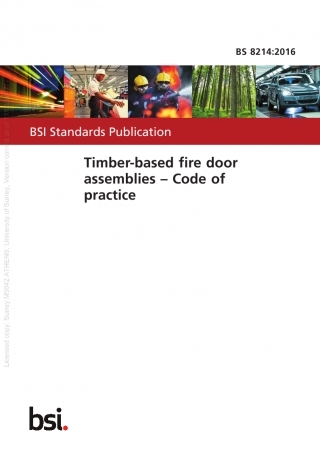 BS 8214:2016
BSI Standards Publication
Timber-based fire door
assemblies – Code of
practice
bsi.